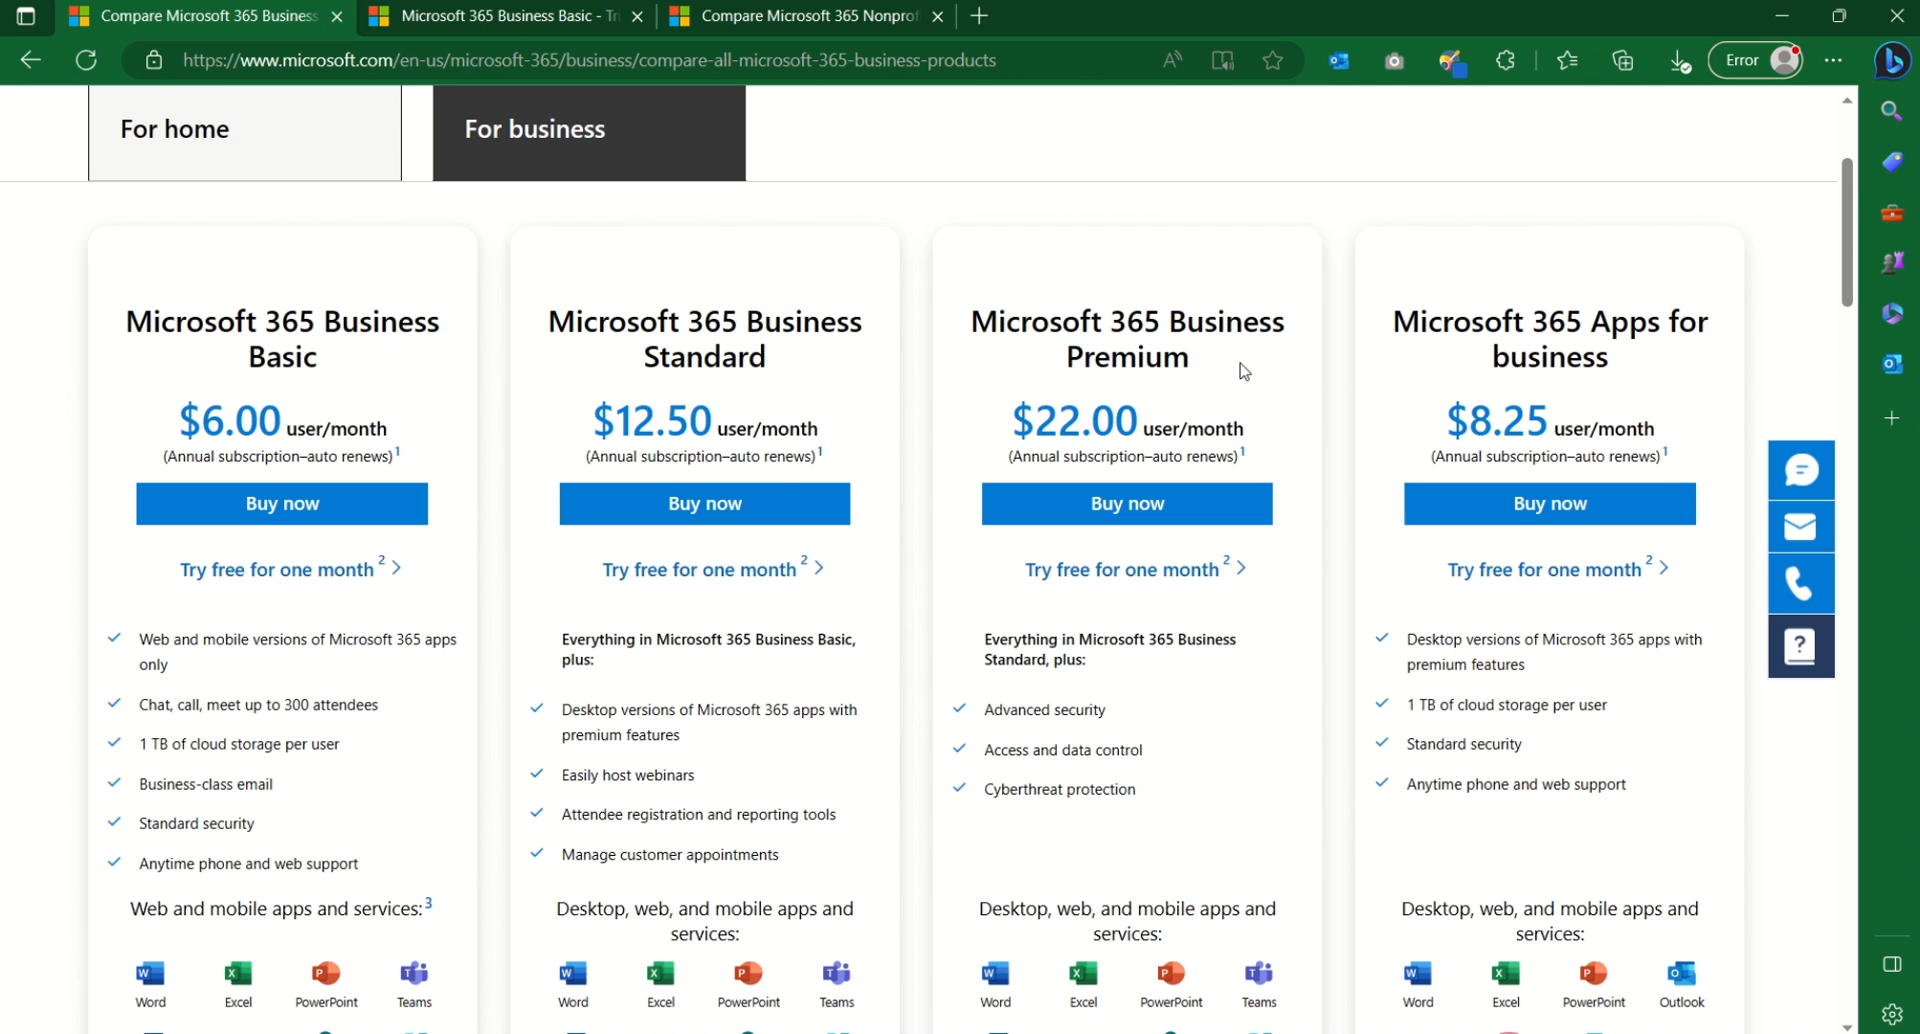 Compare Microsoft 365 Business
Microsoft 365 Business Basic - Tr
Compare Microsoft 365 Nonprof
https://www.microsoft.com/en-us/microsoft-365/business/compare-all-microsoft-365-business-products
Error
For home
For business
Microsoft 365 Business
Basic
$6.00 user/month
(Annual subscription–auto renews) 1
Buy now
Try free for one month 2 >
Web and mobile versions of Microsoft 365 apps
only
Chat, call, meet up to 300 attendees
1 TB of cloud storage per user
Business-class email
Standard security
Anytime phone and web support
Web and mobile apps and services: 3
Word
Excel
PowerPoint
Teams
Microsoft 365 Business
Standard
$12.50 user/month
(Annual subscription–auto renews) 1
Buy now
Try free for one month 2 >
Everything in Microsoft 365 Business Basic,
plus:
Desktop versions of Microsoft 365 apps with
premium features
Easily host webinars
Attendee registration and reporting tools
Manage customer appointments
Desktop, web, and mobile apps and
services:
Word
Excel
PowerPoint
Teams
Microsoft 365 Business
Premium
$22.00 user/month
(Annual subscription–auto renews) 1
Buy now
Try free for one month 2 >
Everything in Microsoft 365 Business
Standard, plus:
Advanced security
Access and data control
Cyberthreat protection
Desktop, web, and mobile apps and
services:
Word
Excel
PowerPoint
Teams
Microsoft 365 Apps for
business
$8.25 user/month
(Annual subscription–auto renews) 1
Buy now
Try free for one month 2 >
Desktop versions of Microsoft 365 apps with
premium features
1 TB of cloud storage per user
Standard security
Anytime phone and web support
Desktop, web, and mobile apps and
services:
Word
Excel
PowerPoint
Outlook